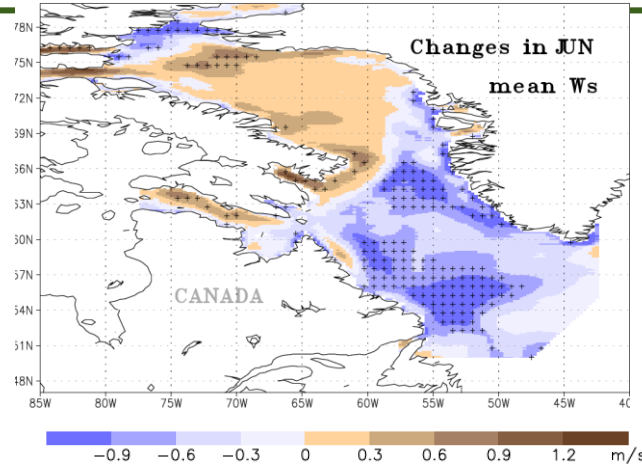 Changes in JUN
mean Ws
CANADA
78N
75N
72N
69N
66N
63N
60N
57N
54N
51N
48N
85W 80W 75W 70W 65W 60W 55W 50W 45W 40
−0.9 −0.6 −0.3 0 0.3 0.6 0.9 1.2 m/s